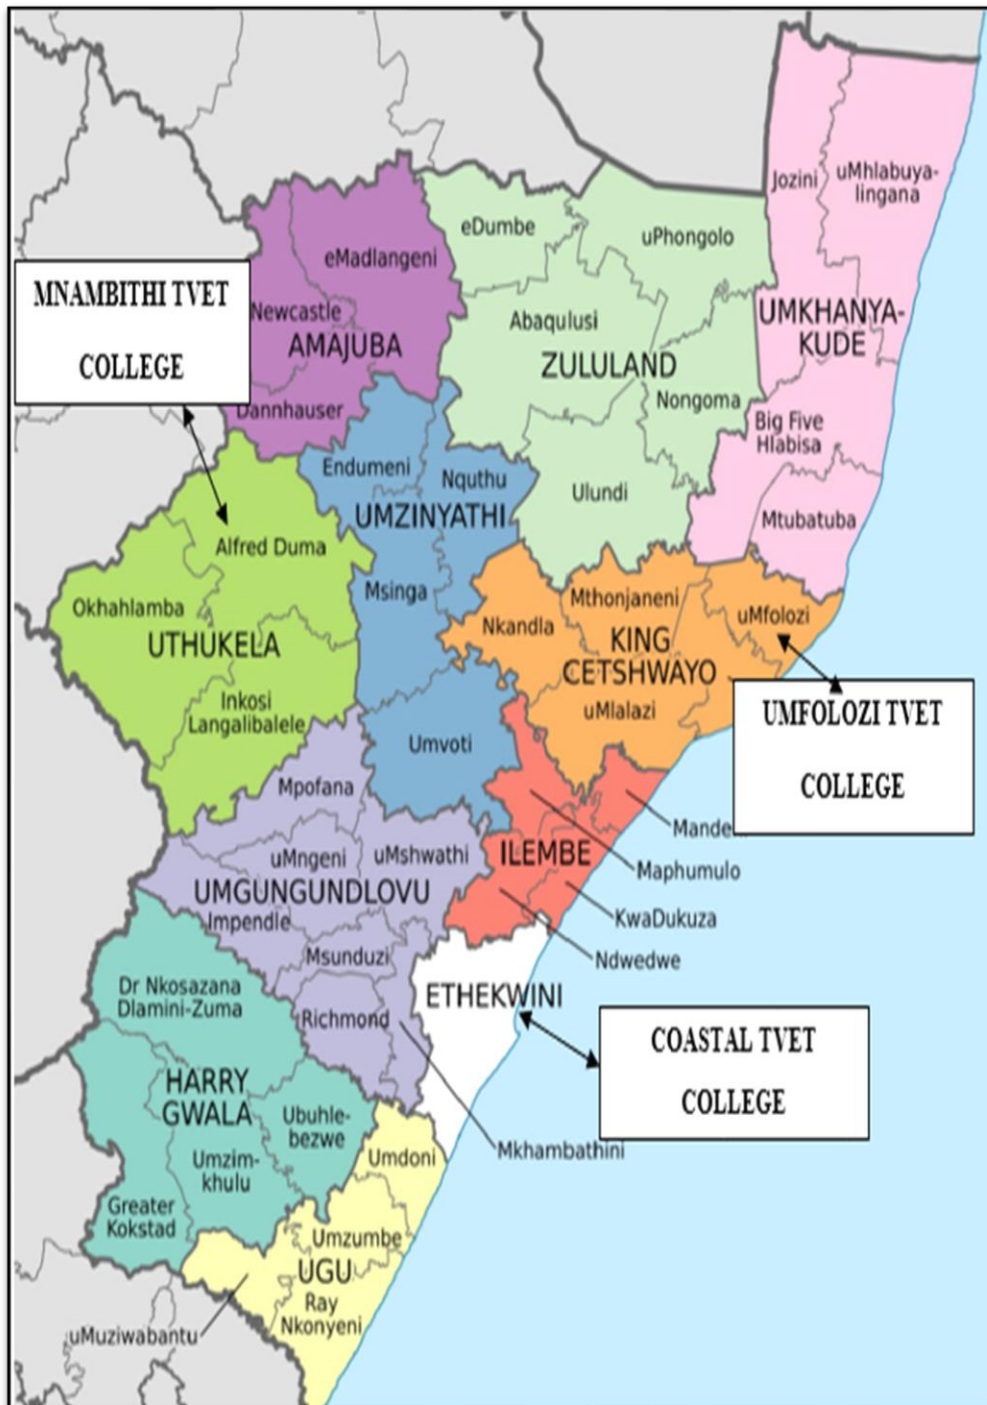 Jozini
uMhlabuya-
lingana
eDumbe
uPhongolo
eMadlangeni
MNAMBITHI TVET
COLLEGE
Newcastle
AMAJUBA
Abaqulusi
ZULULAND
UMKHANYA-
KUDE
Dannhauser
Nongoma
Big Five
Hlabisa
Endumeni
Nquthu
Ulundi
UMZINYATHI
Mtubatuba
Alfred Duma
Okhahlamba
UTHUKELA
Msinga
Mthonjaneni
Nkandla
KING
CETSHWAYO
uMfolozi
uMlalazi
Inkosi
Langalibalele
UMFOLOZI TVET
COLLEGE
Umvoti
Mpofana
uMngeni
uMshwathi
UMGUNGUNDLOVU
Impendle
Msunduzi
ILEMBE
Maphumulo
KwaDukuza
Ndwedwe
Dr Nkosazana
Dlamini-Zuma
Richmond
ETHEKWINI
COASTAL TVET
COLLEGE
HARRY
GWALA
Ubuhle-
bezwe
Umzim-
khulu
Greater
Kokstad
Mkhambathini
Umdoni
Umzumbe
UGU
Ray
Nkonyeni
uMuziwabantu